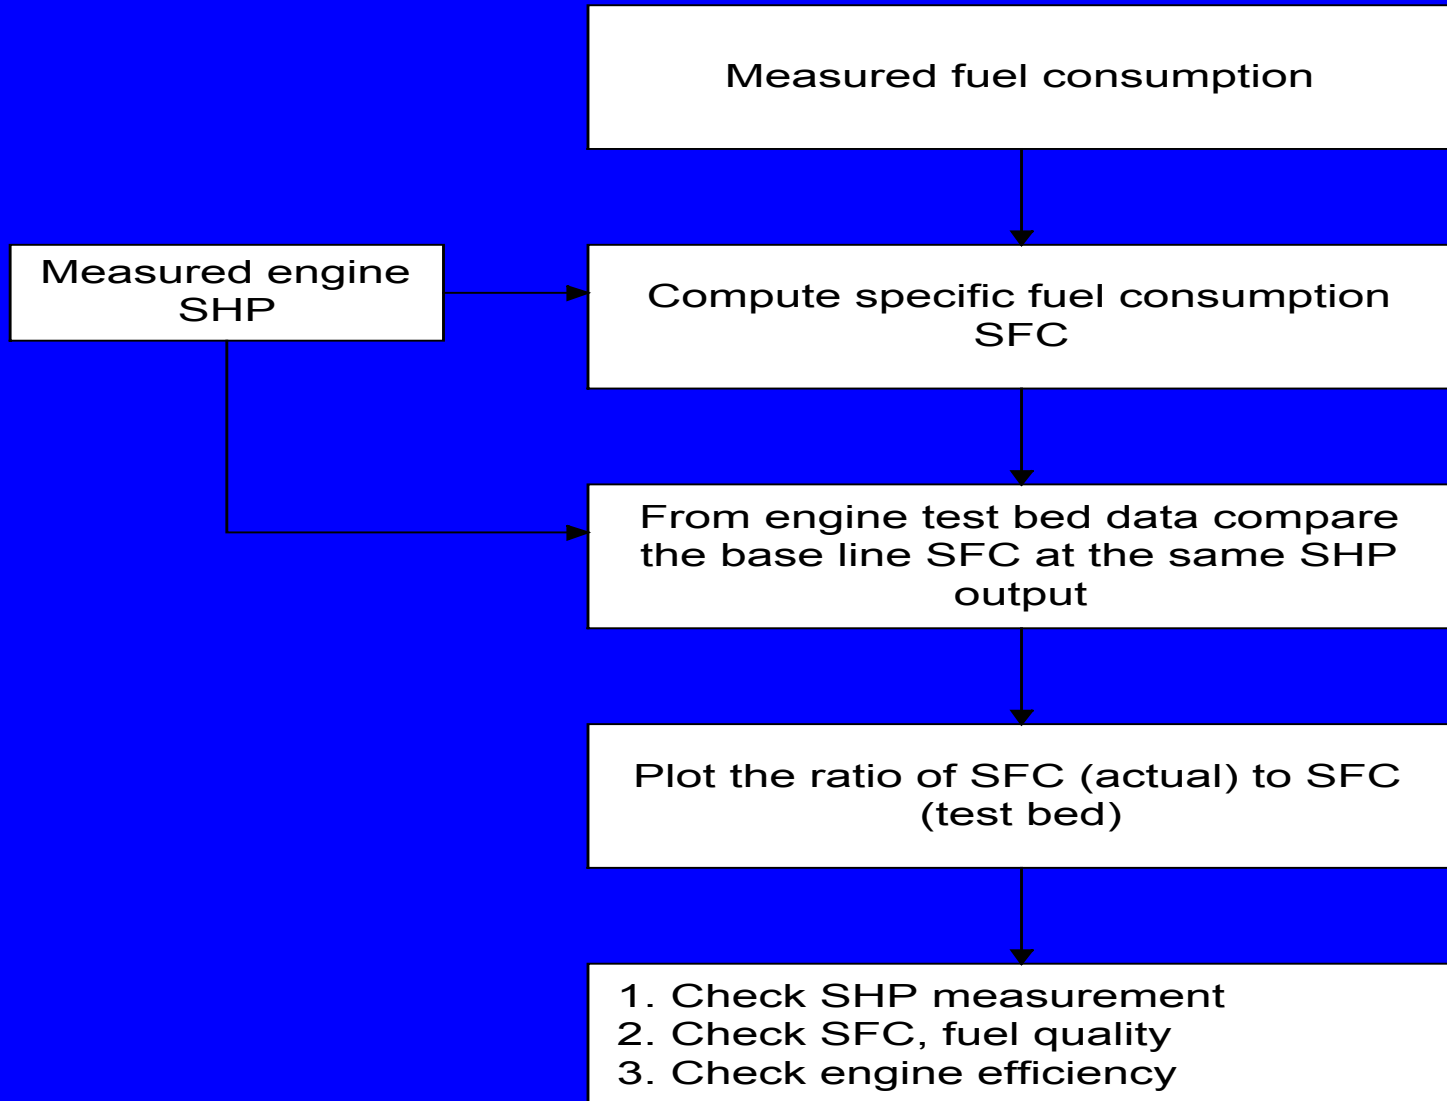 Measured fuel consumption
Measured engine
SHP
Compute specific fuel consumption
SFC
From engine test bed data compare
the base line SFC at the same SHP
output
Plot the ratio of SFC (actual) to SFC
(test bed)
1. Check SHP measurement
2. Check SFC, fuel quality
3. Check engine efficiency